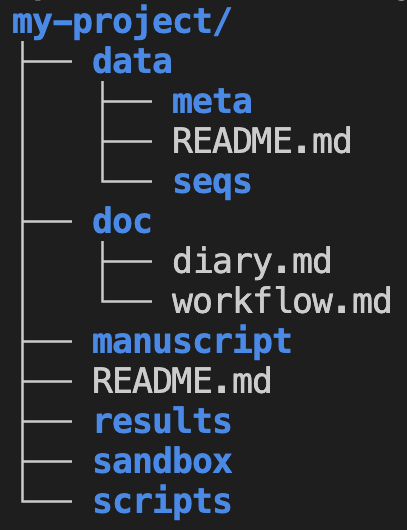 my-project/
data
meta
README.md
seqs
doc
diary.md
workflow.md
manuscript
README.md
results
sandbox
scripts